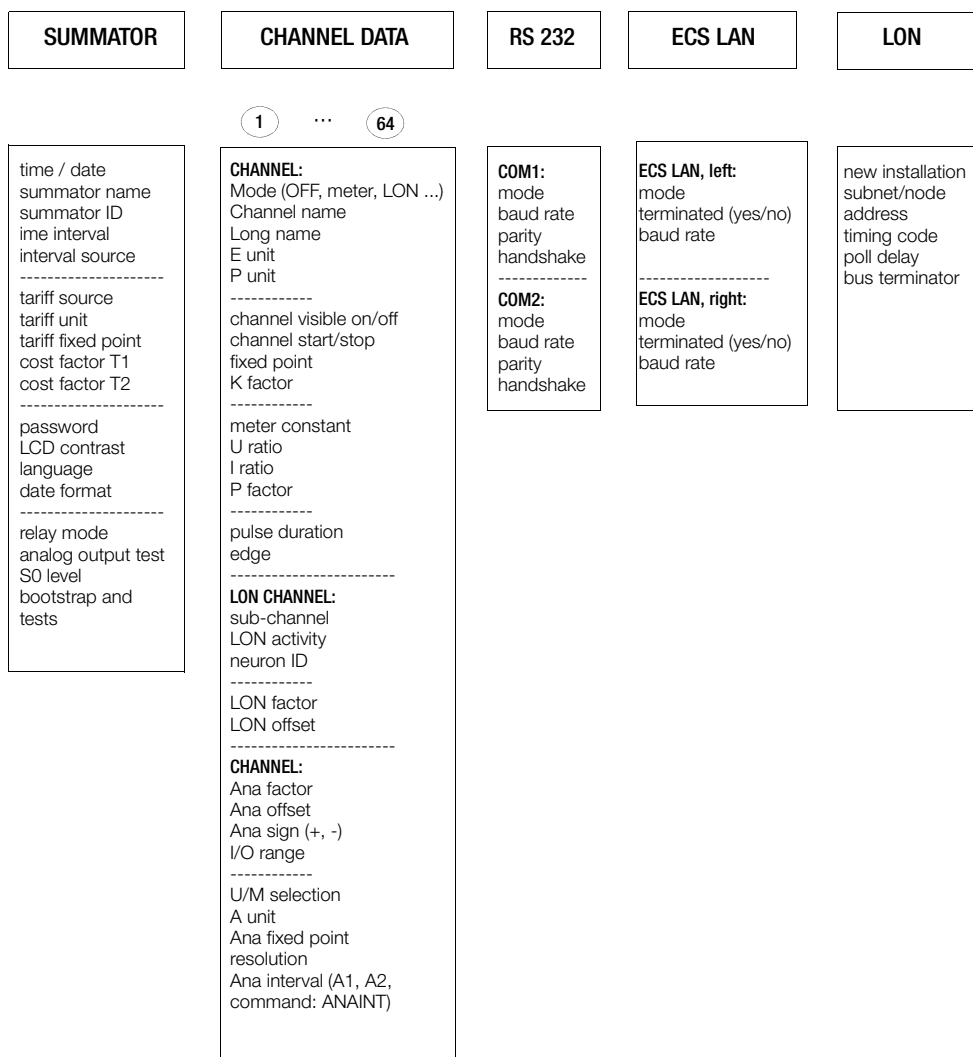 SUMMATOR
CHANNEL DATA
RS 232
ECS LAN
LON
1 ... 64
time / date
summator name
summator ID
ime interval
interval source
----------------------
tariff source
tariff unit
tariff fixed point
cost factor T1
cost factor T2
----------------------
password
LCD contrast
language
date format
----------------------
relay mode
analog output test
S0 level
bootstrap and
tests
CHANNEL:
Mode (OFF, meter, LON ...)
Channel name
Long name
E unit
P unit
------------
channel visible on/off
channel start/stop
fixed point
K factor
------------
meter constant
U ratio
I ratio
P factor
------------
pulse duration
edge
------------------------
LON CHANNEL:
sub-channel
LON activity
neuron ID
------------
LON factor
LON offset
------------------------
CHANNEL:
Ana factor
Ana offset
Ana sign (+, -)
I/O range
------------
U/M selection
A unit
Ana fixed point
resolution
Ana interval (A1, A2,
command: ANAINT)
COM1:
mode
baud rate
parity
handshake
-------------
COM2:
mode
baud rate
parity
handshake
ECS LAN, left:
mode
terminated (yes/no)
baud rate
-------------------
ECS LAN, right:
mode
terminated (yes/no)
baud rate
new installation
subnet/node
address
timing code
poll delay
bus terminator